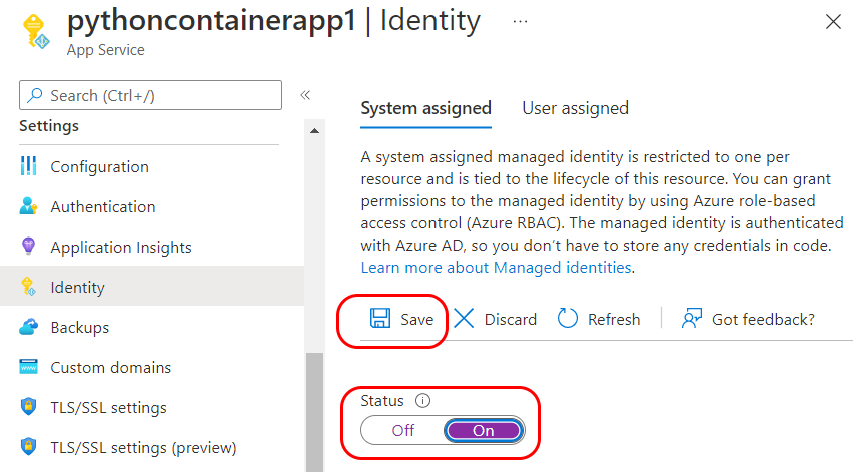 pythoncontainerapp1 | Identity ...
App Service
Search (Ctrl+/)
Settings
Configuration
Authentication
Application Insights
Identity
Backups
Custom domains
TLS/SSL settings
TLS/SSL settings (preview)
System assigned User assigned
A system assigned managed identity is restricted to one per
resource and is tied to the lifecycle of this resource. You can grant
permissions to the managed identity by using Azure role-based
access control (Azure RBAC). The managed identity is authenticated
with Azure AD, so you don’t have to store any credentials in code.
Learn more about Managed identities.
Save Discard Refresh Got feedback?
Status
Off On